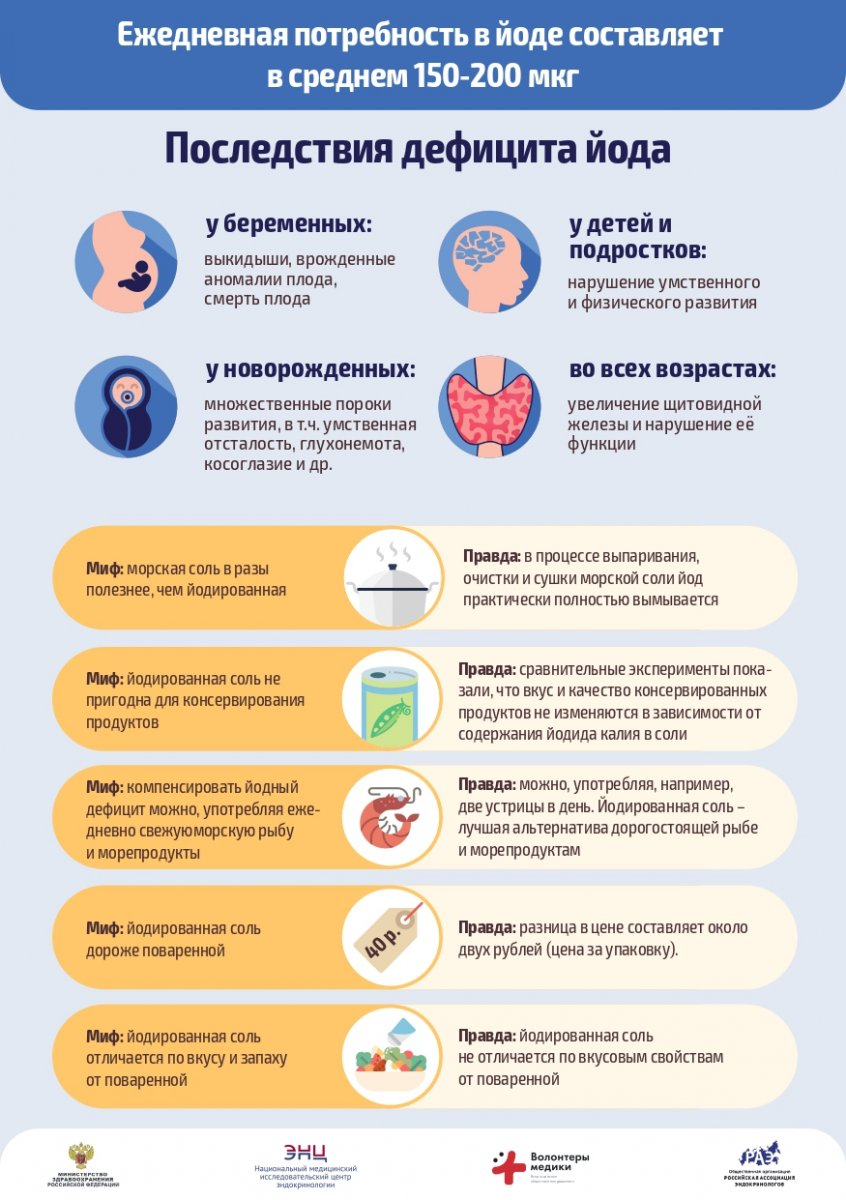 Ежедневная потребность в йоде составляет
в среднем 150-200 мкг
Последствия дефицита йода
у беременных:
выкидыши, врожденные
аномалии плода,
смерть плода
у детей и
подростков:
нарушение умственного
и физического развития
у новорожденных:
множественные пороки
развития, в т.ч. умственная
отсталость, глухонемота,
косоглазие и др.
во всех возрастах:
увеличение щитовидной
железы и нарушение её
функции
Миф: морская соль в разы
полезнее, чем йодированная
Правда: в процессе выпаривания,
очистки и сушки морской соли йод
практически полностью вымывается
Миф: йодированная соль не
пригодна для консервирования
продуктов
Правда: сравнительные эксперименты пока-
зали, что вкус и качество консервированных
продуктов не изменяются в зависимости от
содержания йодида калия в соли
Миф: компенсировать йодный
дефицит можно, употребляя еже-
дневно свежуюморскую рыбу
и морепродукты
Правда: можно, употребляя, например,
две устрицы в день. Йодированная соль –
лучшая альтернатива дорогостоящей рыбе
и морепродуктам
Миф: йодированная соль
дороже поваренной
40 р.
Правда: разница в цене составляет около
двух рублей (цена за упаковку).
Миф: йодированная соль
отличается по вкусу и запаху
от поваренной
Правда: йодированная соль
не отличается по вкусовым свойствам
от поваренной
МИНИСТЕРСТВО
ЗДРАВООХРАНЕНИЯ
РОССИЙСКОЙ ФЕДЕРАЦИИ
ЭНЦ
Национальный медицинский
исследовательский центр
эндокринологии
Волонтеры
медики
РАЭ
Общественная организация
РОССИЙСКАЯ АССОЦИАЦИЯ
ЭНДОКРИНОЛОГОВ